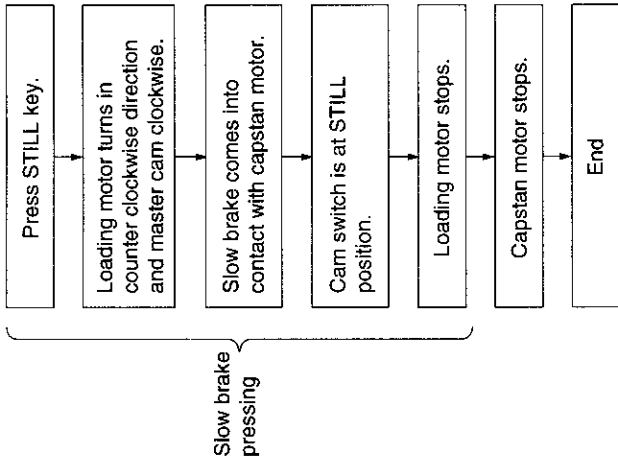 Press STILL key.
Loading motor turns in
counter clockwise direction
and master cam clockwise.
Slow brake comes into
contact with capstan motor.
Cam switch is at STILL
position.
Loading motor stops.
Capstan motor stops.
End
Slow brake
pressing